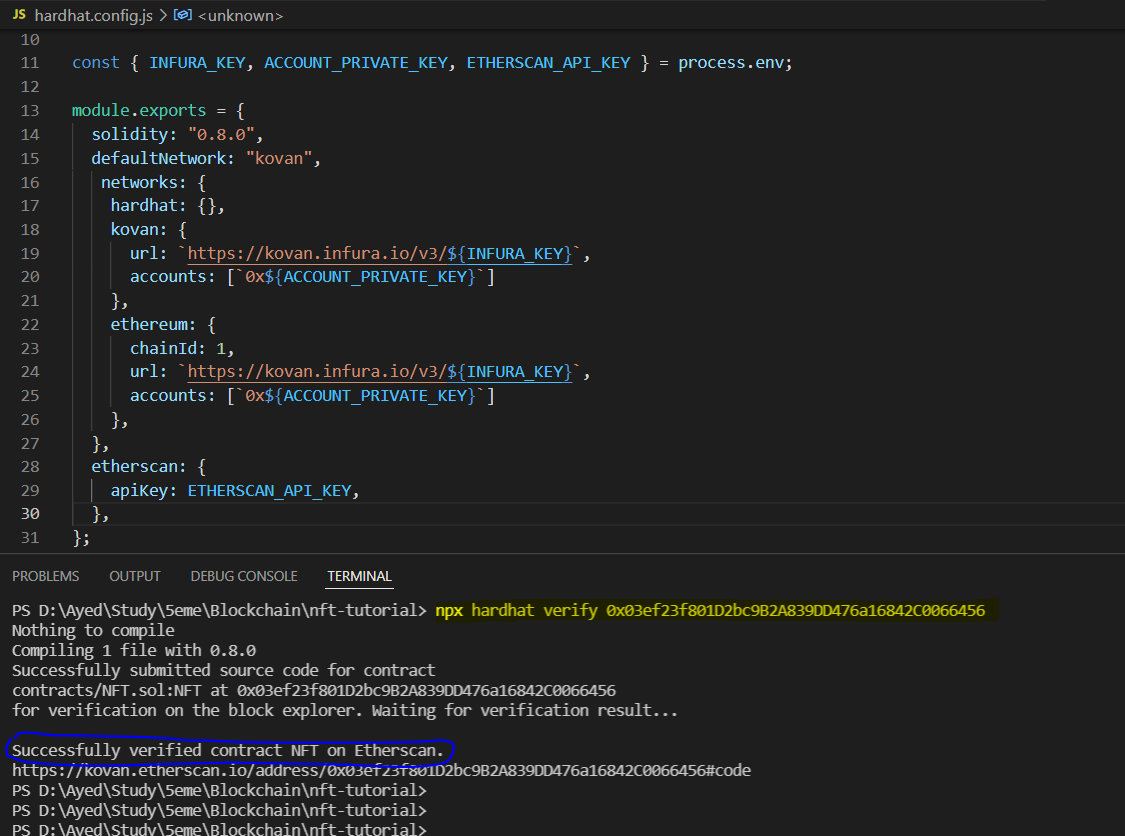 JS hardhat.config.js > <unknown>
10
11 const { INFURA_KEY, ACCOUNT_PRIVATE_KEY, ETHERSCAN_API_KEY } = process.env;
12
13 module.exports = {
14   solidity: "0.8.0",
15   defaultNetwork: "kovan",
16    networks: {
17     hardhat: {},
18     kovan: {
19       url: `https://kovan.infura.io/v3/${INFURA_KEY}`,
20       accounts: [`0x${ACCOUNT_PRIVATE_KEY}`]
21     },
22     ethereum: {
23       chainId: 1,
24       url: `https://kovan.infura.io/v3/${INFURA_KEY}`,
25       accounts: [`0x${ACCOUNT_PRIVATE_KEY}`]
26     },
27   },
28   etherscan: {
29     apiKey: ETHERSCAN_API_KEY,
30   },
31 };
PROBLEMS OUTPUT DEBUG CONSOLE TERMINAL
PS D:\Ayed\Study\5eme\Blockchain\nft-tutorial> npx hardhat verify 0x03ef23f801D2bc9B2A839DD476a16842C0066456
Nothing to compile
Compiling 1 file with 0.8.0
Successfully submitted source code for contract
contracts/NFT.sol:NFT at 0x03ef23f801D2bc9B2A839DD476a16842C0066456
for verification on the block explorer. Waiting for verification result...
Successfully verified contract NFT on Etherscan.
https://kovan.etherscan.io/address/0x03ef23f801D2bc9B2A839DD476a16842C0066456#code
PS D:\Ayed\Study\5eme\Blockchain\nft-tutorial>
PS D:\Ayed\Study\5eme\Blockchain\nft-tutorial>
PS D:\Ayed\Study\5eme\Blockchain\nft-tutorial>